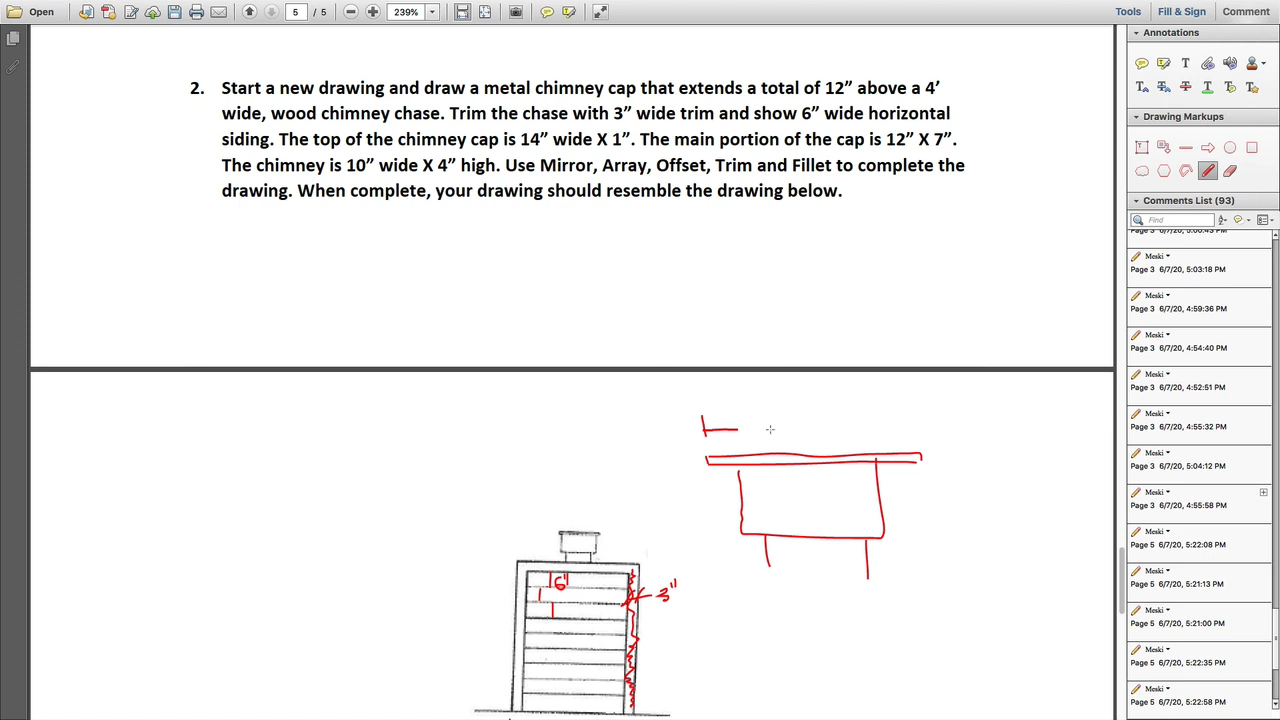 Open
5
/ 5
239%
Tools
Fill & Sign
Comment
Annotations
T
T
T
T
T
T
Drawing Markups
Comments List (93)
Find
Page 3 6/7/20, 5:00:43 PM
Meski
Page 3 6/7/20, 5:03:18 PM
Meski
Page 3 6/7/20, 4:59:36 PM
Meski
Page 3 6/7/20, 4:54:40 PM
Meski
Page 3 6/7/20, 4:52:51 PM
Meski
Page 3 6/7/20, 4:53:32 PM
Meski
Page 3 6/7/20, 5:04:12 PM
Meski
Page 3 6/7/20, 4:55:58 PM
Meski
Page 5 6/7/20, 5:22:08 PM
Meski
Page 5 6/7/20, 5:21:13 PM
Meski
Page 5 6/7/20, 5:21:00 PM
Meski
Page 5 6/7/20, 5:22:36 PM
Meski
Page 5 6/7/20, 5:22:58 PM
2. Start a new drawing and draw a metal chimney cap that extends a total of 12” above a 4’
wide, wood chimney chase. Trim the chase with 3” wide trim and show 6” wide horizontal
siding. The top of the chimney cap is 14” wide X 1”. The main portion of the cap is 12” X 7”.
The chimney is 10” wide X 4” high. Use Mirror, Array, Offset, Trim and Fillet to complete the
drawing. When complete, your drawing should resemble the drawing below.
6"
3"